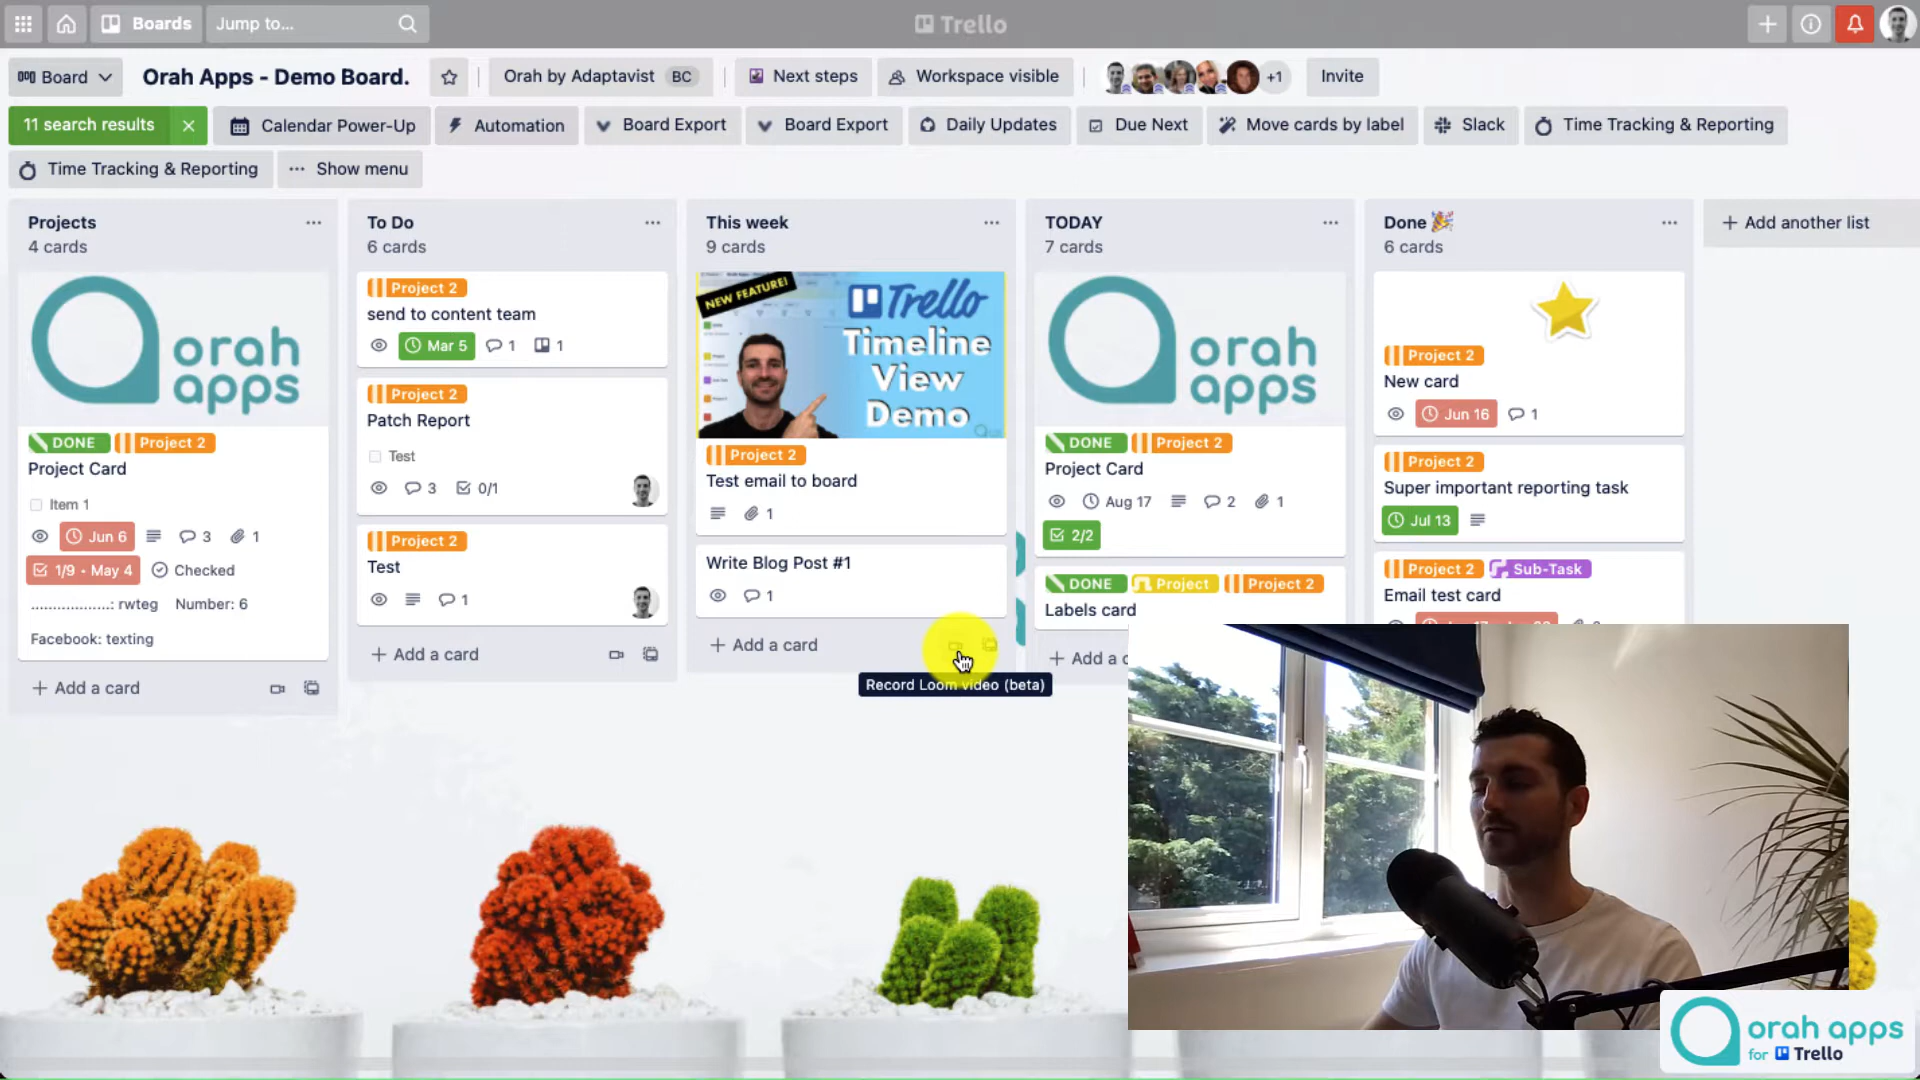 Boards
Jump to...
Trello
Board
Orah Apps - Demo Board.
Orah by Adaptavist BC
Next steps
Workspace visible
+1
Invite
11 search results
Calendar Power-Up
Automation
Board Export
Board Export
Daily Updates
Due Next
Move cards by label
Slack
Time Tracking & Reporting
Time Tracking & Reporting
Show menu
Projects
4 cards
orah
apps
DONE Project 2
Project Card
Item 1
Jun 6 3 1
1/9 • May 4 Checked
..................: rwteg Number: 6
Facebook: texting
+ Add a card
To Do
6 cards
Project 2
send to content team
Mar 5 1 1
Project 2
Patch Report
Test
3 0/1
Project 2
Test
1
+ Add a card
This week
9 cards
NEW FEATURE!
Trello
Timeline
View
Demo
Project 2
Test email to board
1
Write Blog Post #1
1
+ Add a card
Record Loom video (beta)
TODAY
7 cards
orah
apps
DONE Project 2
Project Card
Aug 17 2 1
2/2
DONE Project Project 2
Labels card
+ Add a c
Done
6 cards
Project 2
New card
Jun 16 1
Project 2
Super important reporting task
Jul 13
Project 2 Sub-Task
Email test card
+ Add another list
orah apps
for Trello